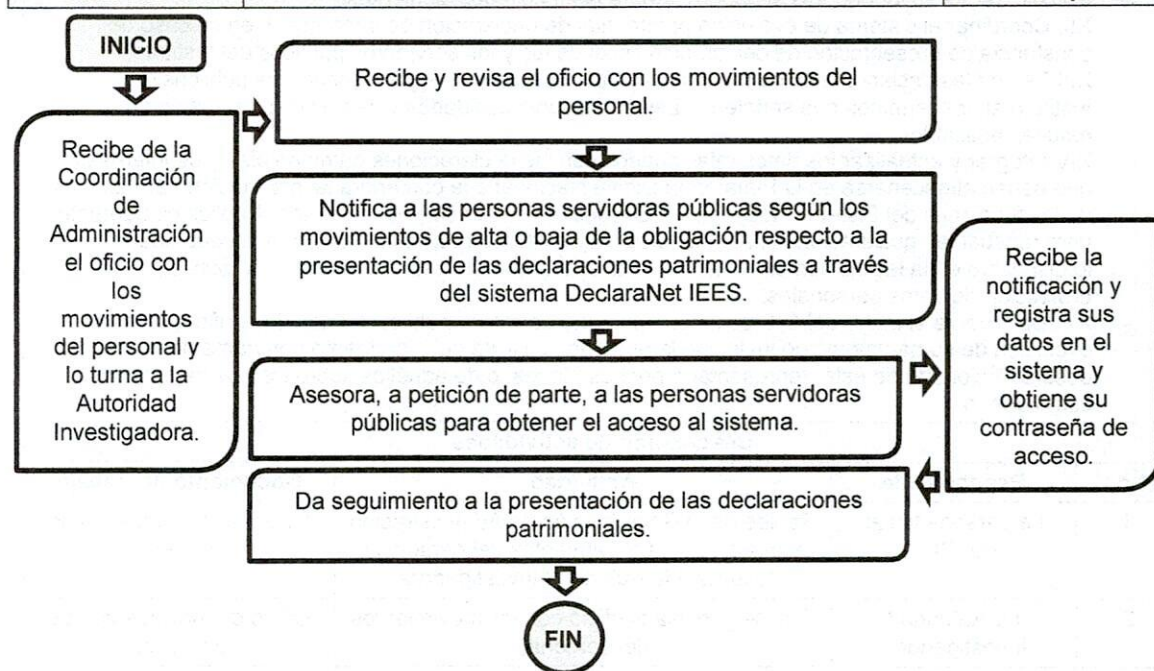 INICIO
Recibe de la
Coordinación
de
Administración
el oficio con
los
movimientos
del personal y
lo turna a la
Autoridad
Investigadora.
Recibe y revisa el oficio con los movimientos del
personal.
Notifica a las personas servidoras públicas según los
movimientos de alta o baja de la obligación respecto a la
presentación de las declaraciones patrimoniales a través
del sistema DeclaraNet IEES.
Asesora, a petición de parte, a las personas servidoras
públicas para obtener el acceso al sistema.
Recibe la
notificación y
registra sus
datos en el
sistema y
obtiene su
contraseña de
acceso.
Da seguimiento a la presentación de las declaraciones
patrimoniales.
FIN